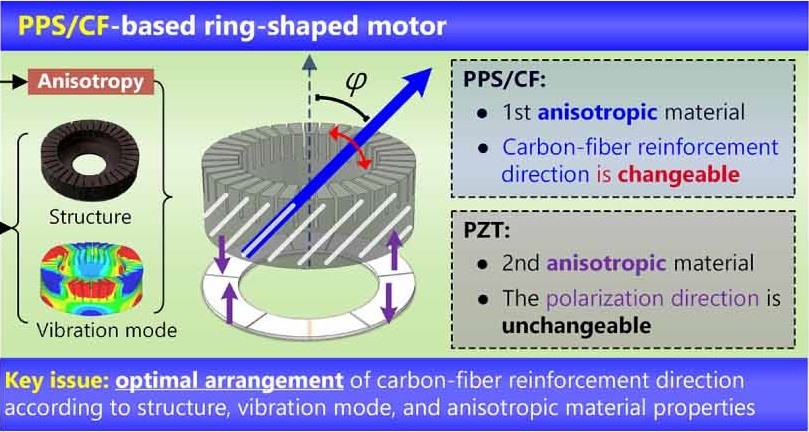 PPS/CF-based ring-shaped motor
Anisotropy
Structure
Vibration mode
φ
PPS/CF:
● 1st anisotropic material
● Carbon-fiber reinforcement
direction is changeable
PZT:
● 2nd anisotropic material
● The polarization direction is
unchangeable
Key issue: optimal arrangement of carbon-fiber reinforcement direction
according to structure, vibration mode, and anisotropic material properties